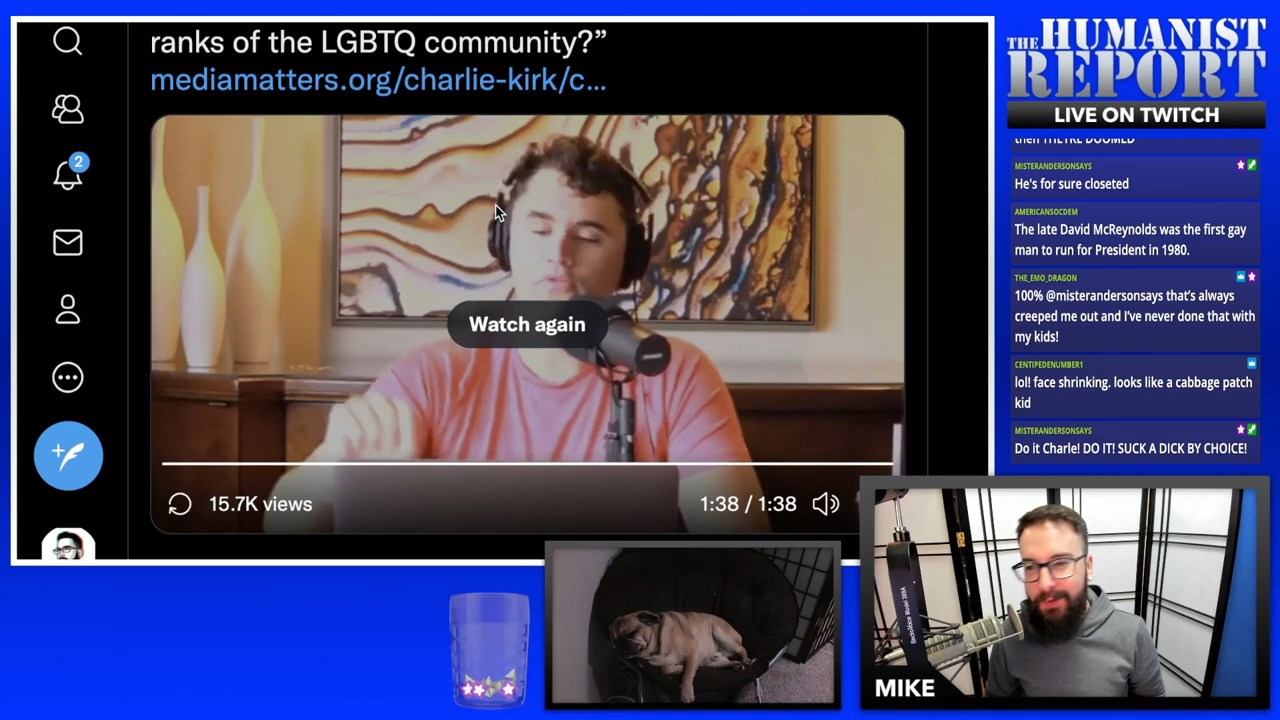 ranks of the LGBTQ community?”
mediamatters.org/charlie-kirk/c...
2
Watch again
15.7K views
1:38 / 1:38
THE HUMANIST
REPORT
LIVE ON TWITCH
then THEYRE DOOMED
MISTERANDERSONSAYS
He's for sure closeted
AMERICANSOCDEM
The late David McReynolds was the first gay
man to run for President in 1980.
THE_EMO_DRAGON
100% @misterandersonsays that's always
creeped me out and I've never done that with
my kids!
CENTIPEDENUMBER1
lol! face shrinking. looks like a cabbage patch
kid
MISTERANDERSONSAYS
Do it Charle! DO IT! SUCK A DICK BY CHOICE!
MIKE